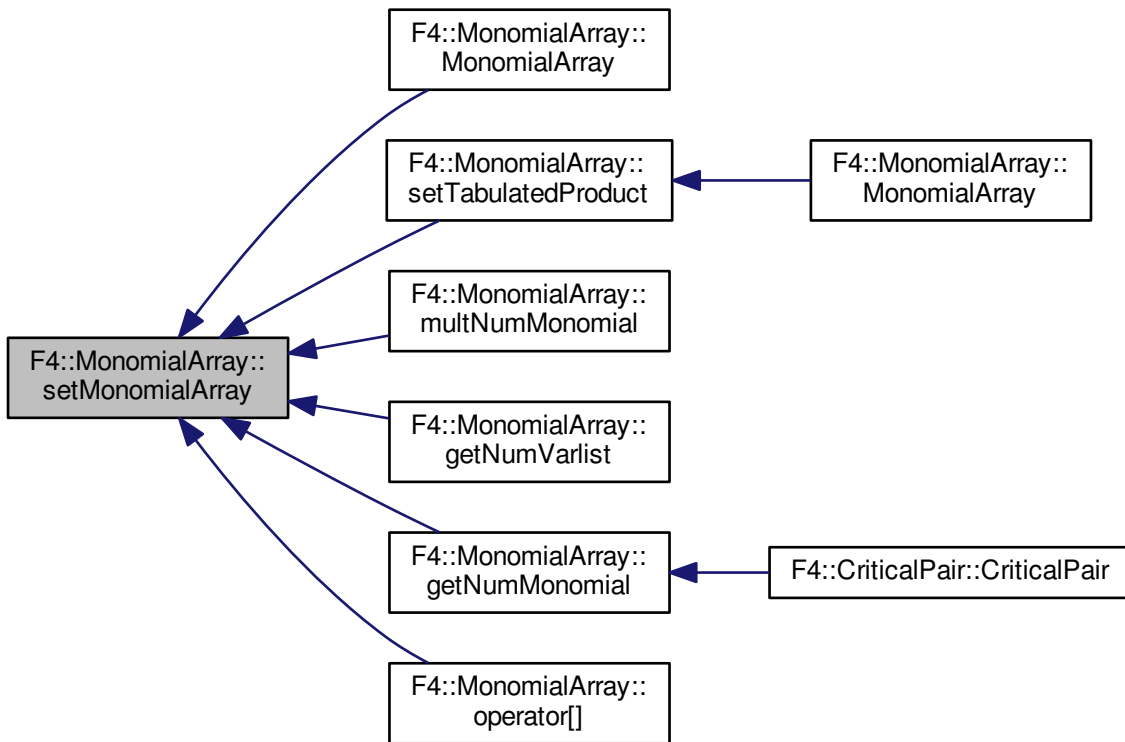 F4::MonomialArray::
MonomialArray
F4::MonomialArray::
setTabulatedProduct
F4::MonomialArray::
MonomialArray
F4::MonomialArray::
multNumMonomial
F4::MonomialArray::
setMonomialArray
F4::MonomialArray::
getNumVarlist
F4::MonomialArray::
getNumMonomial
F4::CriticalPair::CriticalPair
F4::MonomialArray::
operator[]